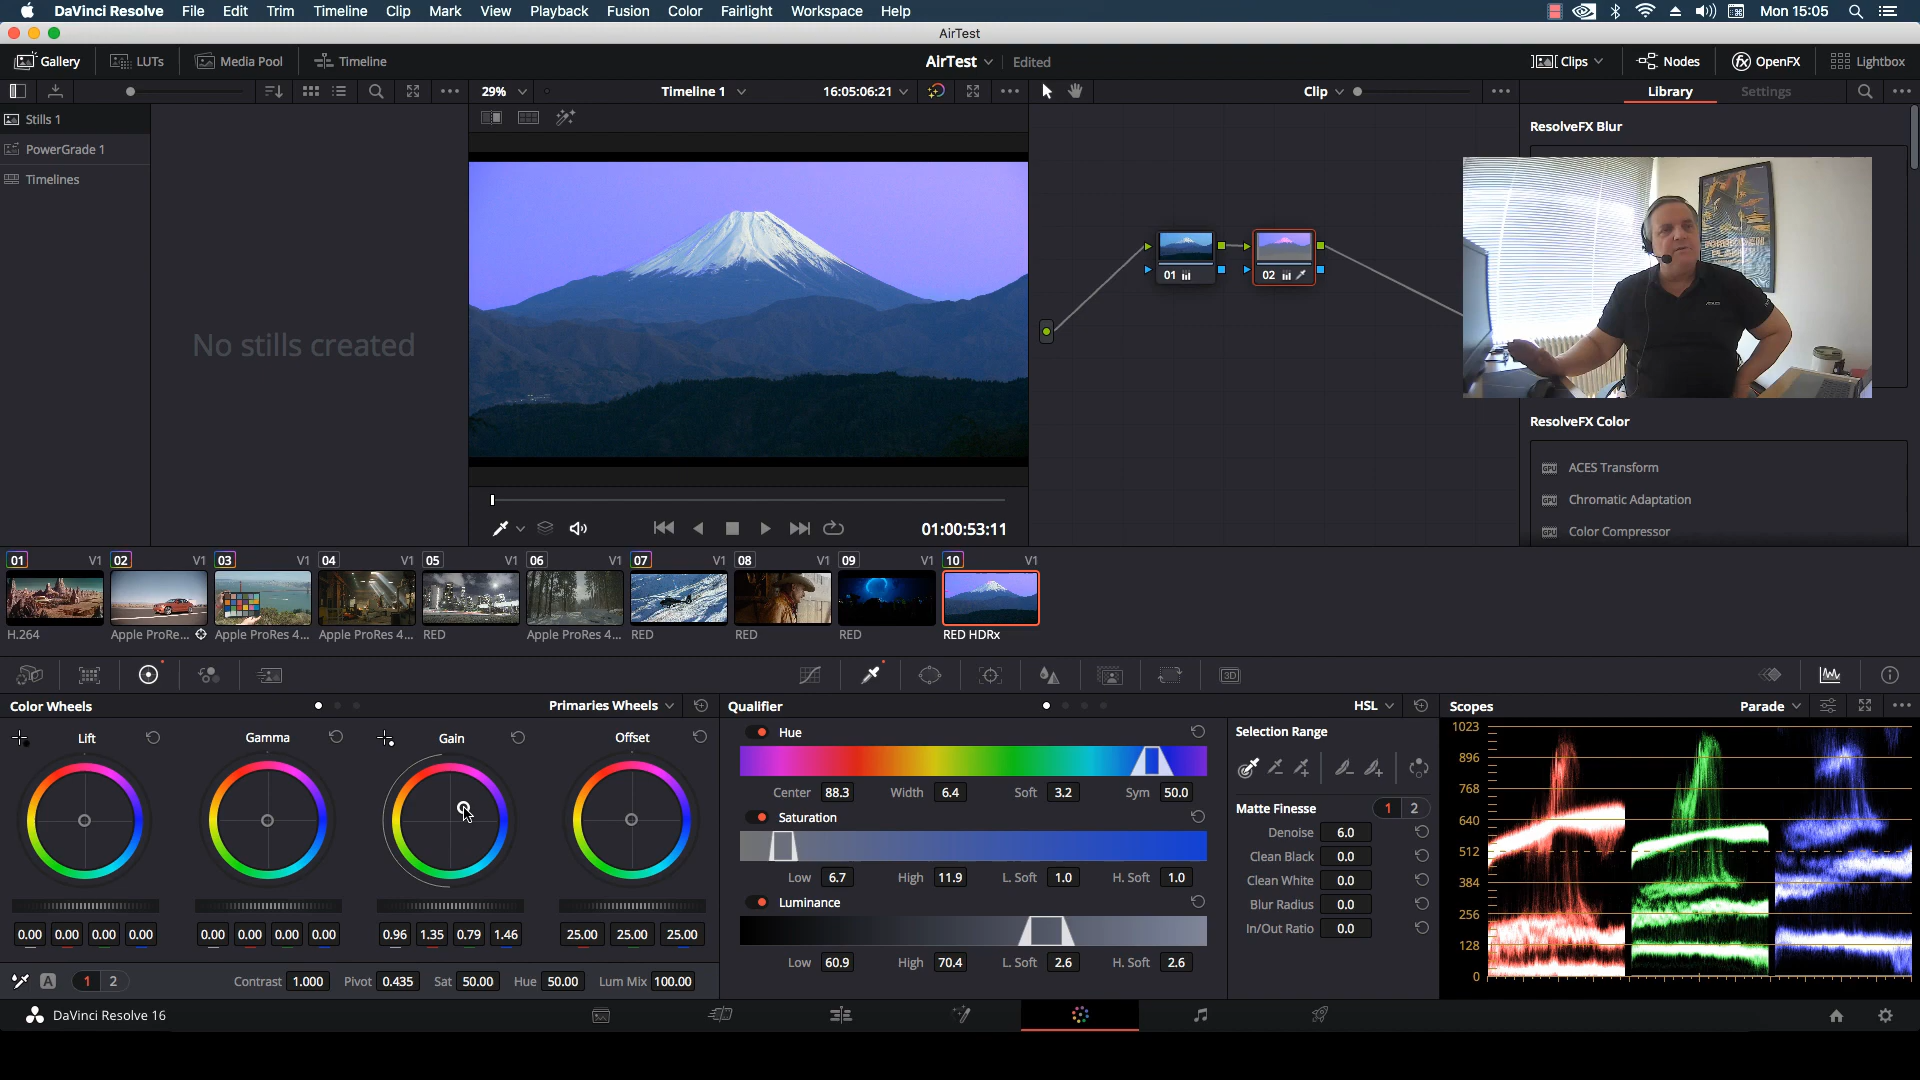 DaVinci Resolve File Edit Trim Timeline Clip Mark View Playback Fusion Color Fairlight Workspace Help Mon 15:05
AirTest
Gallery LUTs Media Pool Timeline AirTest Edited Clips Nodes OpenFX Lightbox
29% Timeline 1 16:05:06:21 Clip Library Settings
Stills 1
PowerGrade 1
Timelines
No stills created
01 02
01:00:53:11
ResolveFX Blur
ResolveFX Color
GPU ACES Transform
GPU Chromatic Adaptation
GPU Color Compressor
01 V1 02 V1 03 V1 04 V1 05 V1 06 V1 07 V1 08 V1 09 V1 10 V1
H.264 Apple ProRe... Apple ProRes 4... Apple ProRes 4... RED Apple ProRes 4... RED RED RED RED HDRx
3D
Color Wheels Primaries Wheels
Lift Gamma Gain Offset
0.00 0.00 0.00 0.00 0.00 0.00 0.00 0.00 0.96 1.35 0.79 1.46 25.00 25.00 25.00
A 1 2 Contrast 1.000 Pivot 0.435 Sat 50.00 Hue 50.00 Lum Mix 100.00
Qualifier HSL
Hue
Center 88.3 Width 6.4 Soft 3.2 Sym 50.0
Saturation
Low 6.7 High 11.9 L. Soft 1.0 H. Soft 1.0
Luminance
Low 60.9 High 70.4 L. Soft 2.6 H. Soft 2.6
Selection Range
Matte Finesse 1 2
Denoise 6.0
Clean Black 0.0
Clean White 0.0
Blur Radius 0.0
In/Out Ratio 0.0
Scopes Parade
1023
896
768
640
512
384
256
128
0
DaVinci Resolve 16